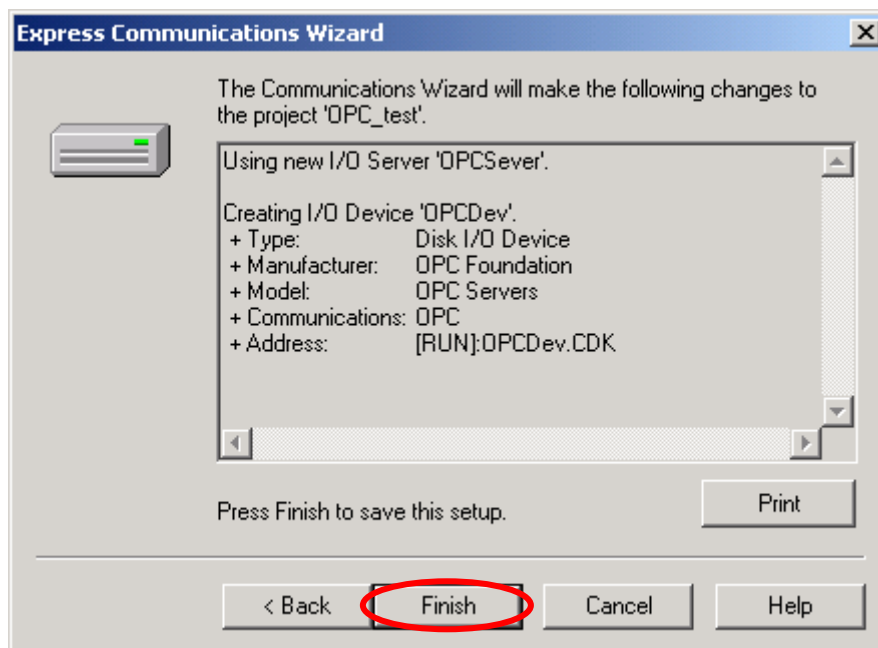 Express Communications Wizard
The Communications Wizard will make the following changes to
the project 'OPC_test'.
Using new I/O Server 'OPCSever'.
Creating I/O Device 'OPCDev'.
+ Type: Disk I/O Device
+ Manufacturer: OPC Foundation
+ Model: OPC Servers
+ Communications: OPC
+ Address: [RUN]:OPCDev.CDK
Press Finish to save this setup.
Print
< Back Finish Cancel Help